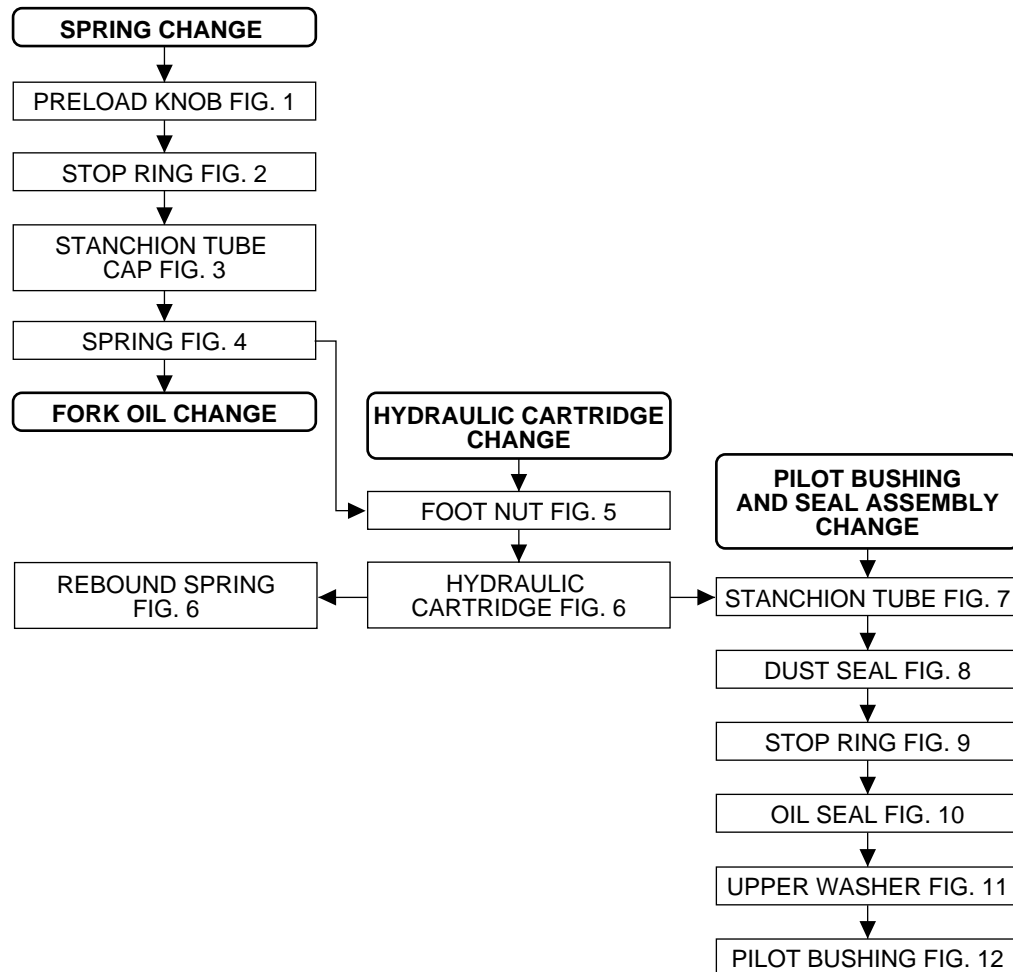 SPRING CHANGE
PRELOAD KNOB FIG. 1
STOP RING FIG. 2
STANCHION TUBE
CAP FIG. 3
SPRING FIG. 4
FORK OIL CHANGE
HYDRAULIC CARTRIDGE
CHANGE
FOOT NUT FIG. 5
HYDRAULIC
CARTRIDGE FIG. 6
REBOUND SPRING
FIG. 6
PILOT BUSHING
AND SEAL ASSEMBLY
CHANGE
STANCHION TUBE FIG. 7
DUST SEAL FIG. 8
STOP RING FIG. 9
OIL SEAL FIG. 10
UPPER WASHER FIG. 11
PILOT BUSHING FIG. 12